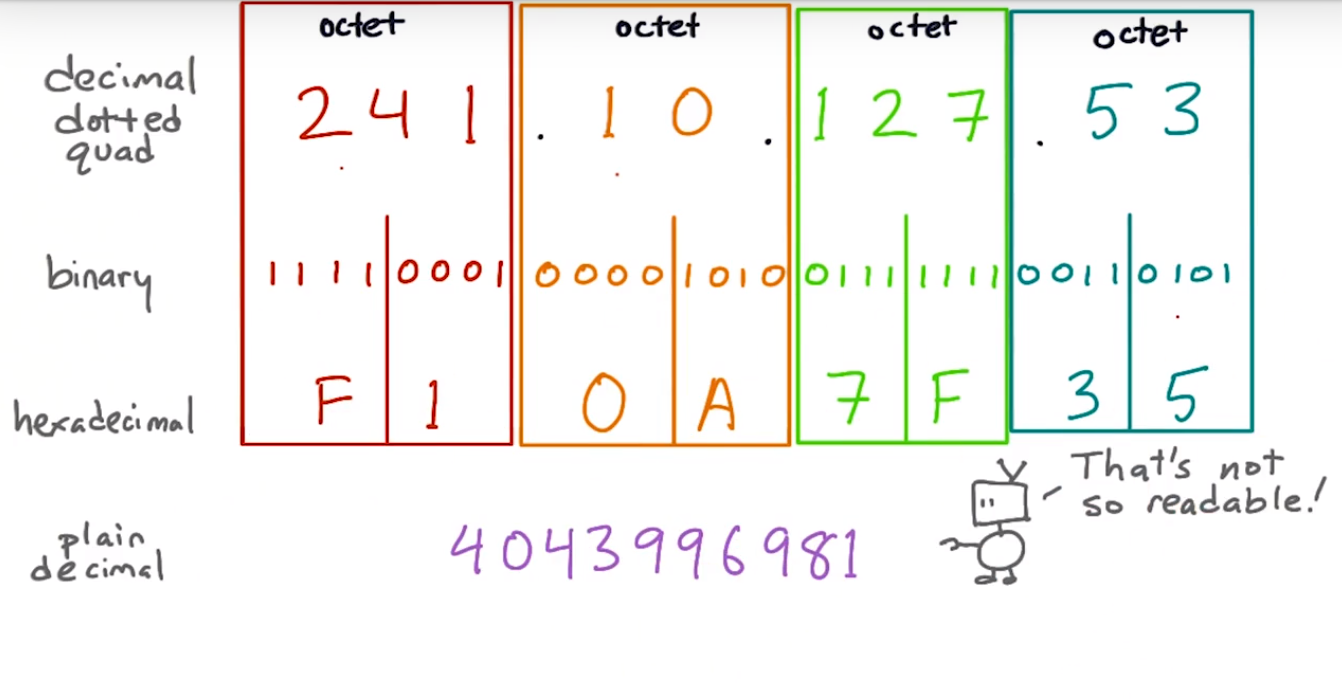 octet octet octet octet
decimal
dotted
quad
241 . 10 . 127 . 53
binary
1111 0001 0000 1010 0111 1111 0011 0101
hexadecimal
F 1 0 A 7 F 3 5
That's not
so readable!
plain
decimal
4043996981